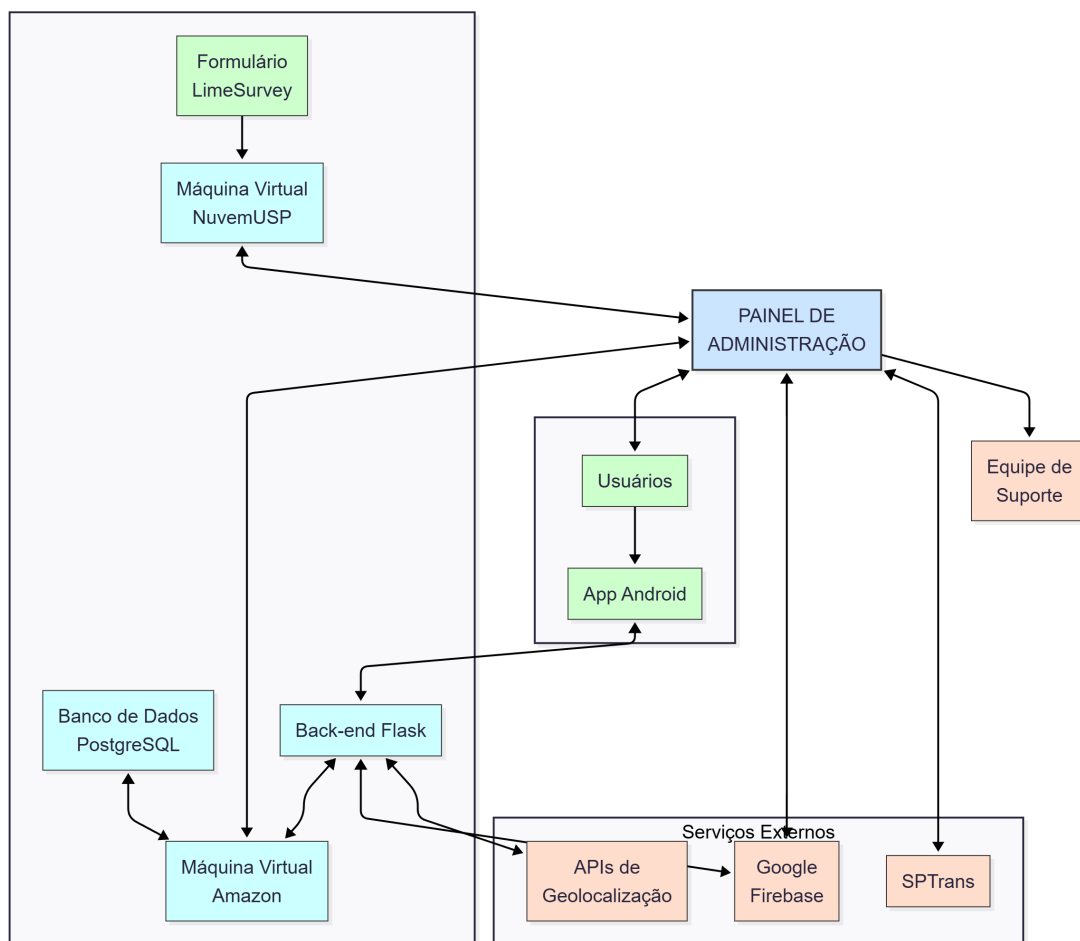 Formulário
LimeSurvey
Máquina Virtual
NuvemUSP
PAINEL DE
ADMINISTRAÇÃO
Usuários
Equipe de
Suporte
App Android
Banco de Dados
PostgreSQL
Back-end Flask
Serviços Externos
Máquina Virtual
Amazon
APIs de
Geolocalização
Google
Firebase
SPTrans